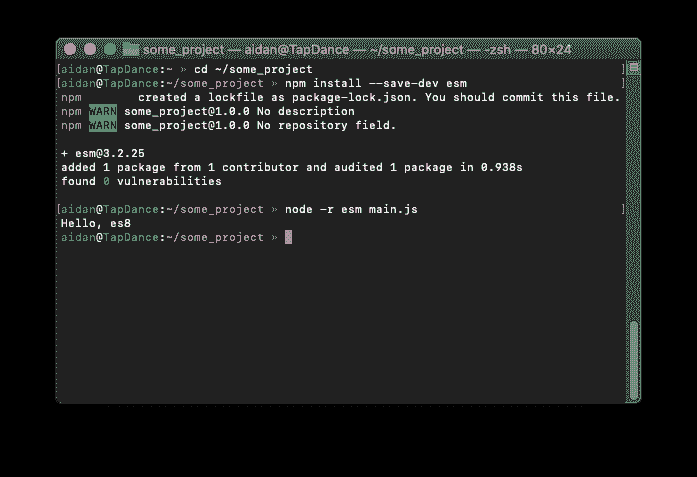 some_project — aidan@TapDance — ~/some_project — -zsh — 80×24
[aidan@TapDance:~ » cd ~/some_project ]
[aidan@TapDance:~/some_project » npm install --save-dev esm ]
npm created a lockfile as package-lock.json. You should commit this file.
npm WARN some_project@1.0.0 No description
npm WARN some_project@1.0.0 No repository field.
+ esm@3.2.25
added 1 package from 1 contributor and audited 1 package in 0.938s
found 0 vulnerabilities
[aidan@TapDance:~/some_project » node -r esm main.js ]
Hello, es8
aidan@TapDance:~/some_project »